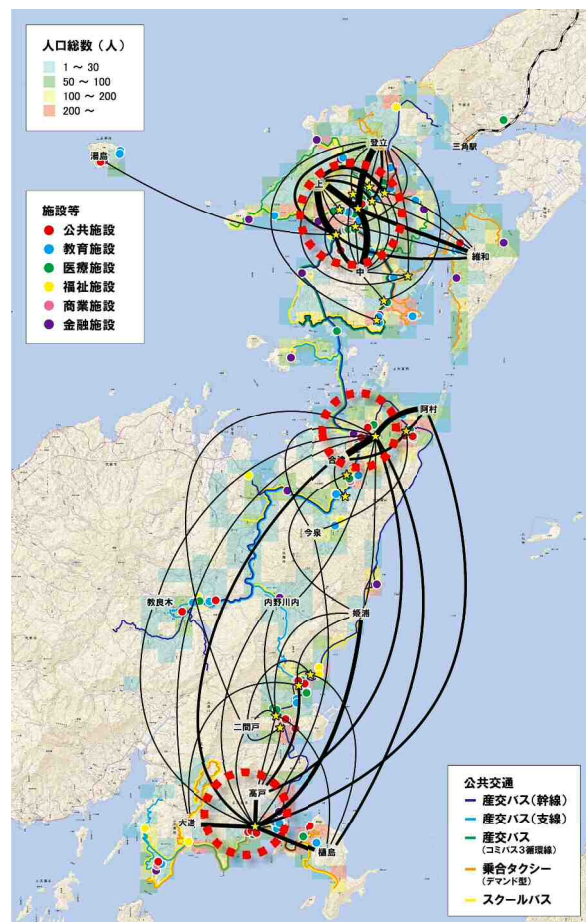 人口総数（人）
1 ～ 30
50 ～ 100
100 ～ 200
200 ～
湯島
登立
三角駅
上
維和
中
施設等
公共施設
教育施設
医療施設
福祉施設
商業施設
金融施設
阿村
合津
今泉
教良木
内野川内
姫浦
二間戸
高戸
大道
樋島
公共交通
産交バス（幹線）
産交バス（支線）
産交バス
（コミバス3循環線）
乗合タクシー
（デマンド型）
スクールバス